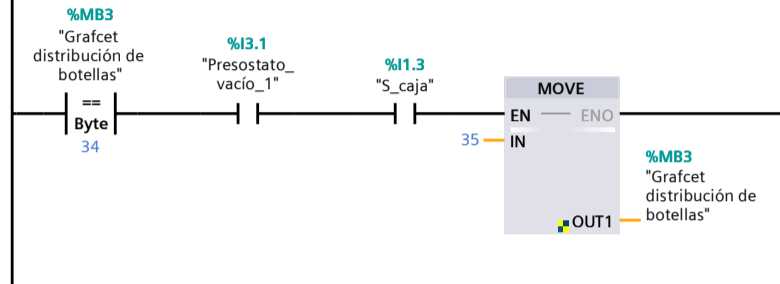 %MB3
"Grafcet
distribución de
botellas"
==
Byte
34
%I3.1
"Presostato_
vacío_1"
%I1.3
"S_caja"
MOVE
EN
ENO
35
IN
OUT1
%MB3
"Grafcet
distribución de
botellas"